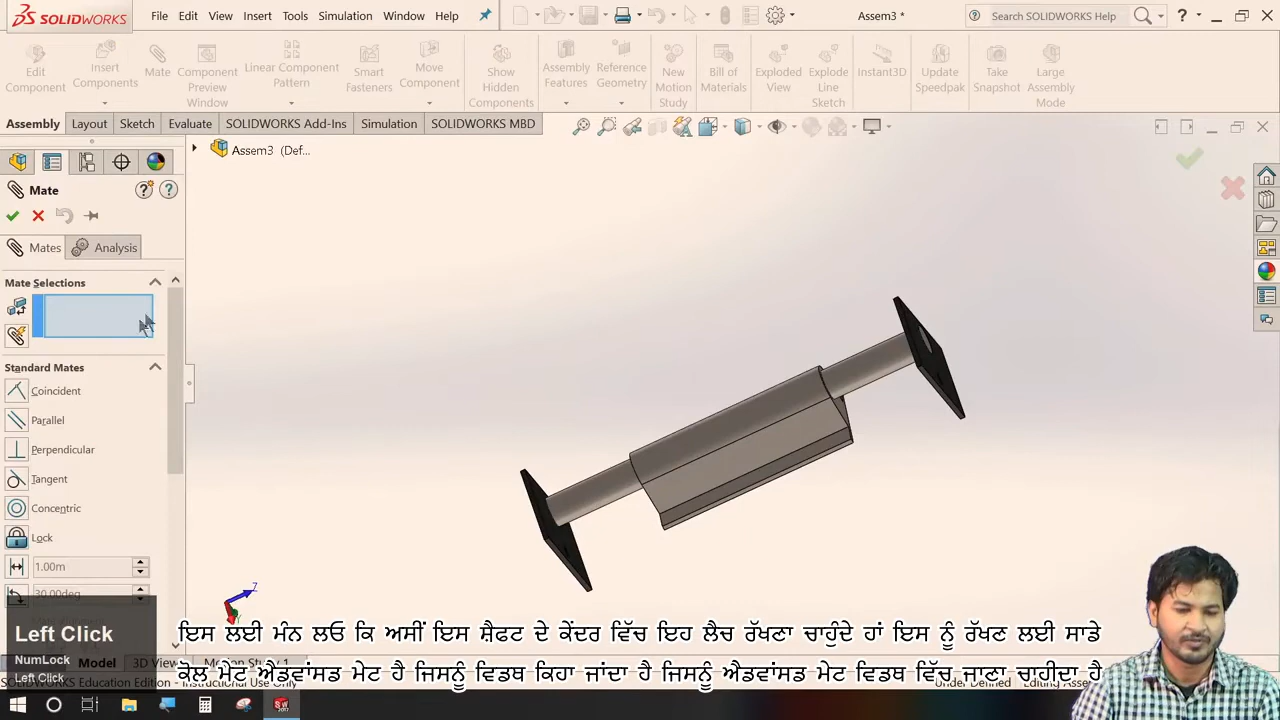 SOLIDWORKS File Edit View Insert Tools Simulation Window Help Assem3 * Search SOLIDWORKS Help
Edit Component Insert Components Mate Component Preview Window Linear Component Pattern Smart Fasteners Move Component Show Hidden Components Assembly Features Reference Geometry New Motion Study Bill of Materials Exploded View Explode Line Sketch Instant3D Update Speedpak Take Snapshot Large Assembly Mode
Assembly Layout Sketch Evaluate SOLIDWORKS Add-Ins Simulation SOLIDWORKS MBD
Assem3 (Def...
Mate
Mates Analysis
Mate Selections
Standard Mates
Coincident
Parallel
Perpendicular
Tangent
Concentric
Lock
1.00m
30.00deg
Z
Left Click
NumLock
Left Click
ਇਸ ਲਈ ਮੰਨ ਲਓ ਕਿ ਅਸੀਂ ਇਸ ਸ਼ੈਫਟ ਦੇ ਕੇਂਦਰ ਵਿੱਚ ਇਹ ਲੈਚ ਰੱਖਣਾ ਚਾਹੁੰਦੇ ਹਾਂ ਇਸ ਨੂੰ ਰੱਖਣ ਲਈ ਸਾਡੇ
ਕੋਲ ਮੇਟ ਐਡਵਾਂਸਡ ਮੇਟ ਹੈ ਜਿਸਨੂੰ ਵਿਡਥ ਕਿਹਾ ਜਾਂਦਾ ਹੈ ਜਿਸਨੂੰ ਐਡਵਾਂਸਡ ਮੇਟ ਵਿਡਥ ਵਿੱਚ ਜਾਣਾ ਚਾਹੀਦਾ ਹੈ
Model 3D View